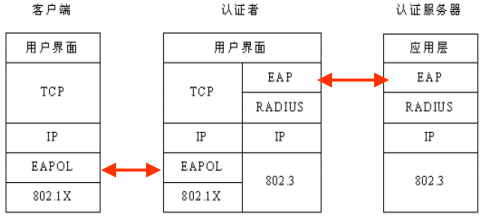 客户端
认证者
认证服务器
用户界面
TCP
IP
EAPOL
802.1X
用户界面
TCP
EAP
RADIUS
IP
IP
EAPOL
802.3
802.1X
应用层
EAP
RADIUS
IP
802.3